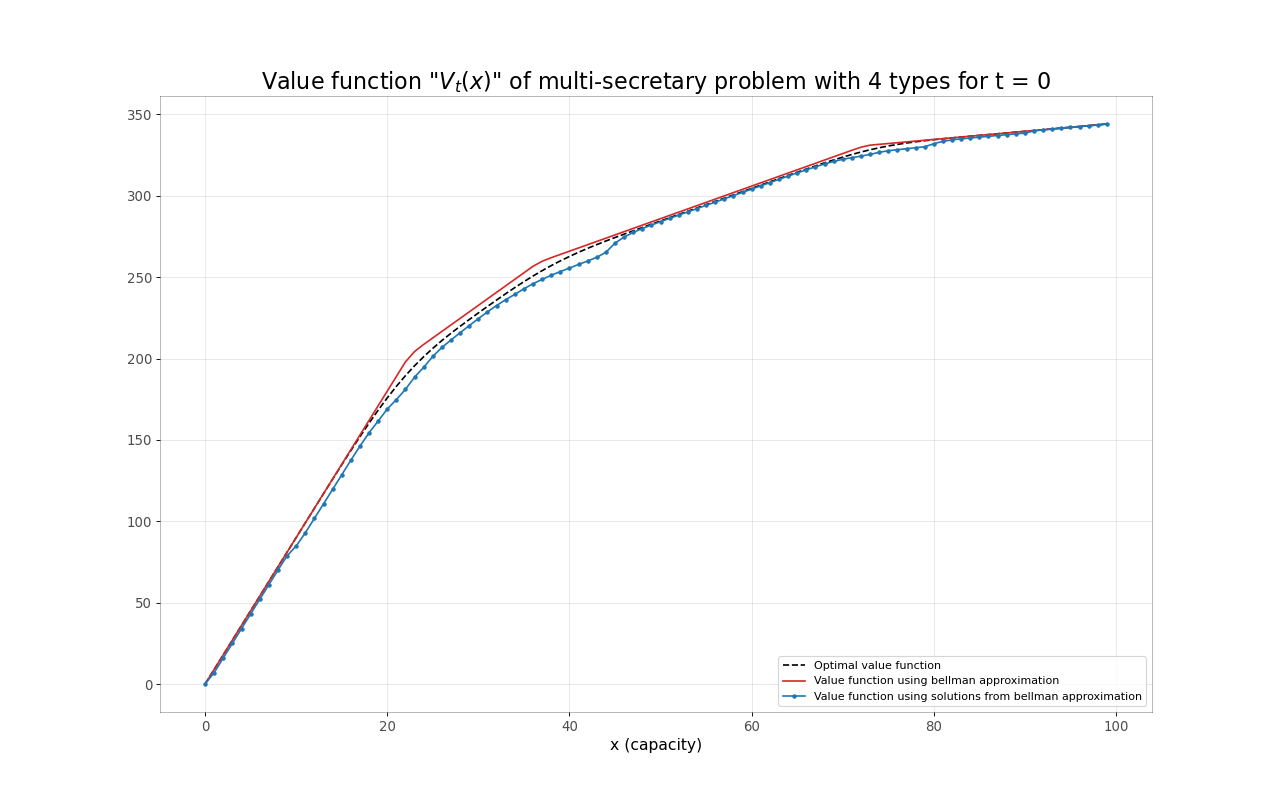 Value function "V_t(x)" of multi-secretary problem with 4 types for t = 0
350
300
250
200
150
100
50
0
0 20 40 60 80 100
x (capacity)
Optimal value function
Value function using bellman approximation
Value function using solutions from bellman approximation